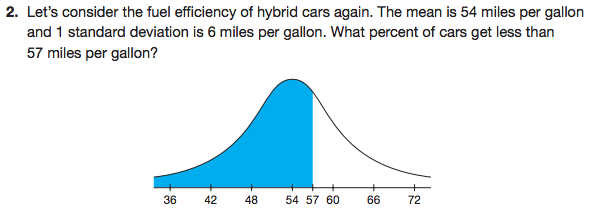 2. Let's consider the fuel efficiency of hybrid cars again. The mean is 54 miles per gallon
and 1 standard deviation is 6 miles per gallon. What percent of cars get less than
57 miles per gallon?
36 42 48 54 57 60 66 72